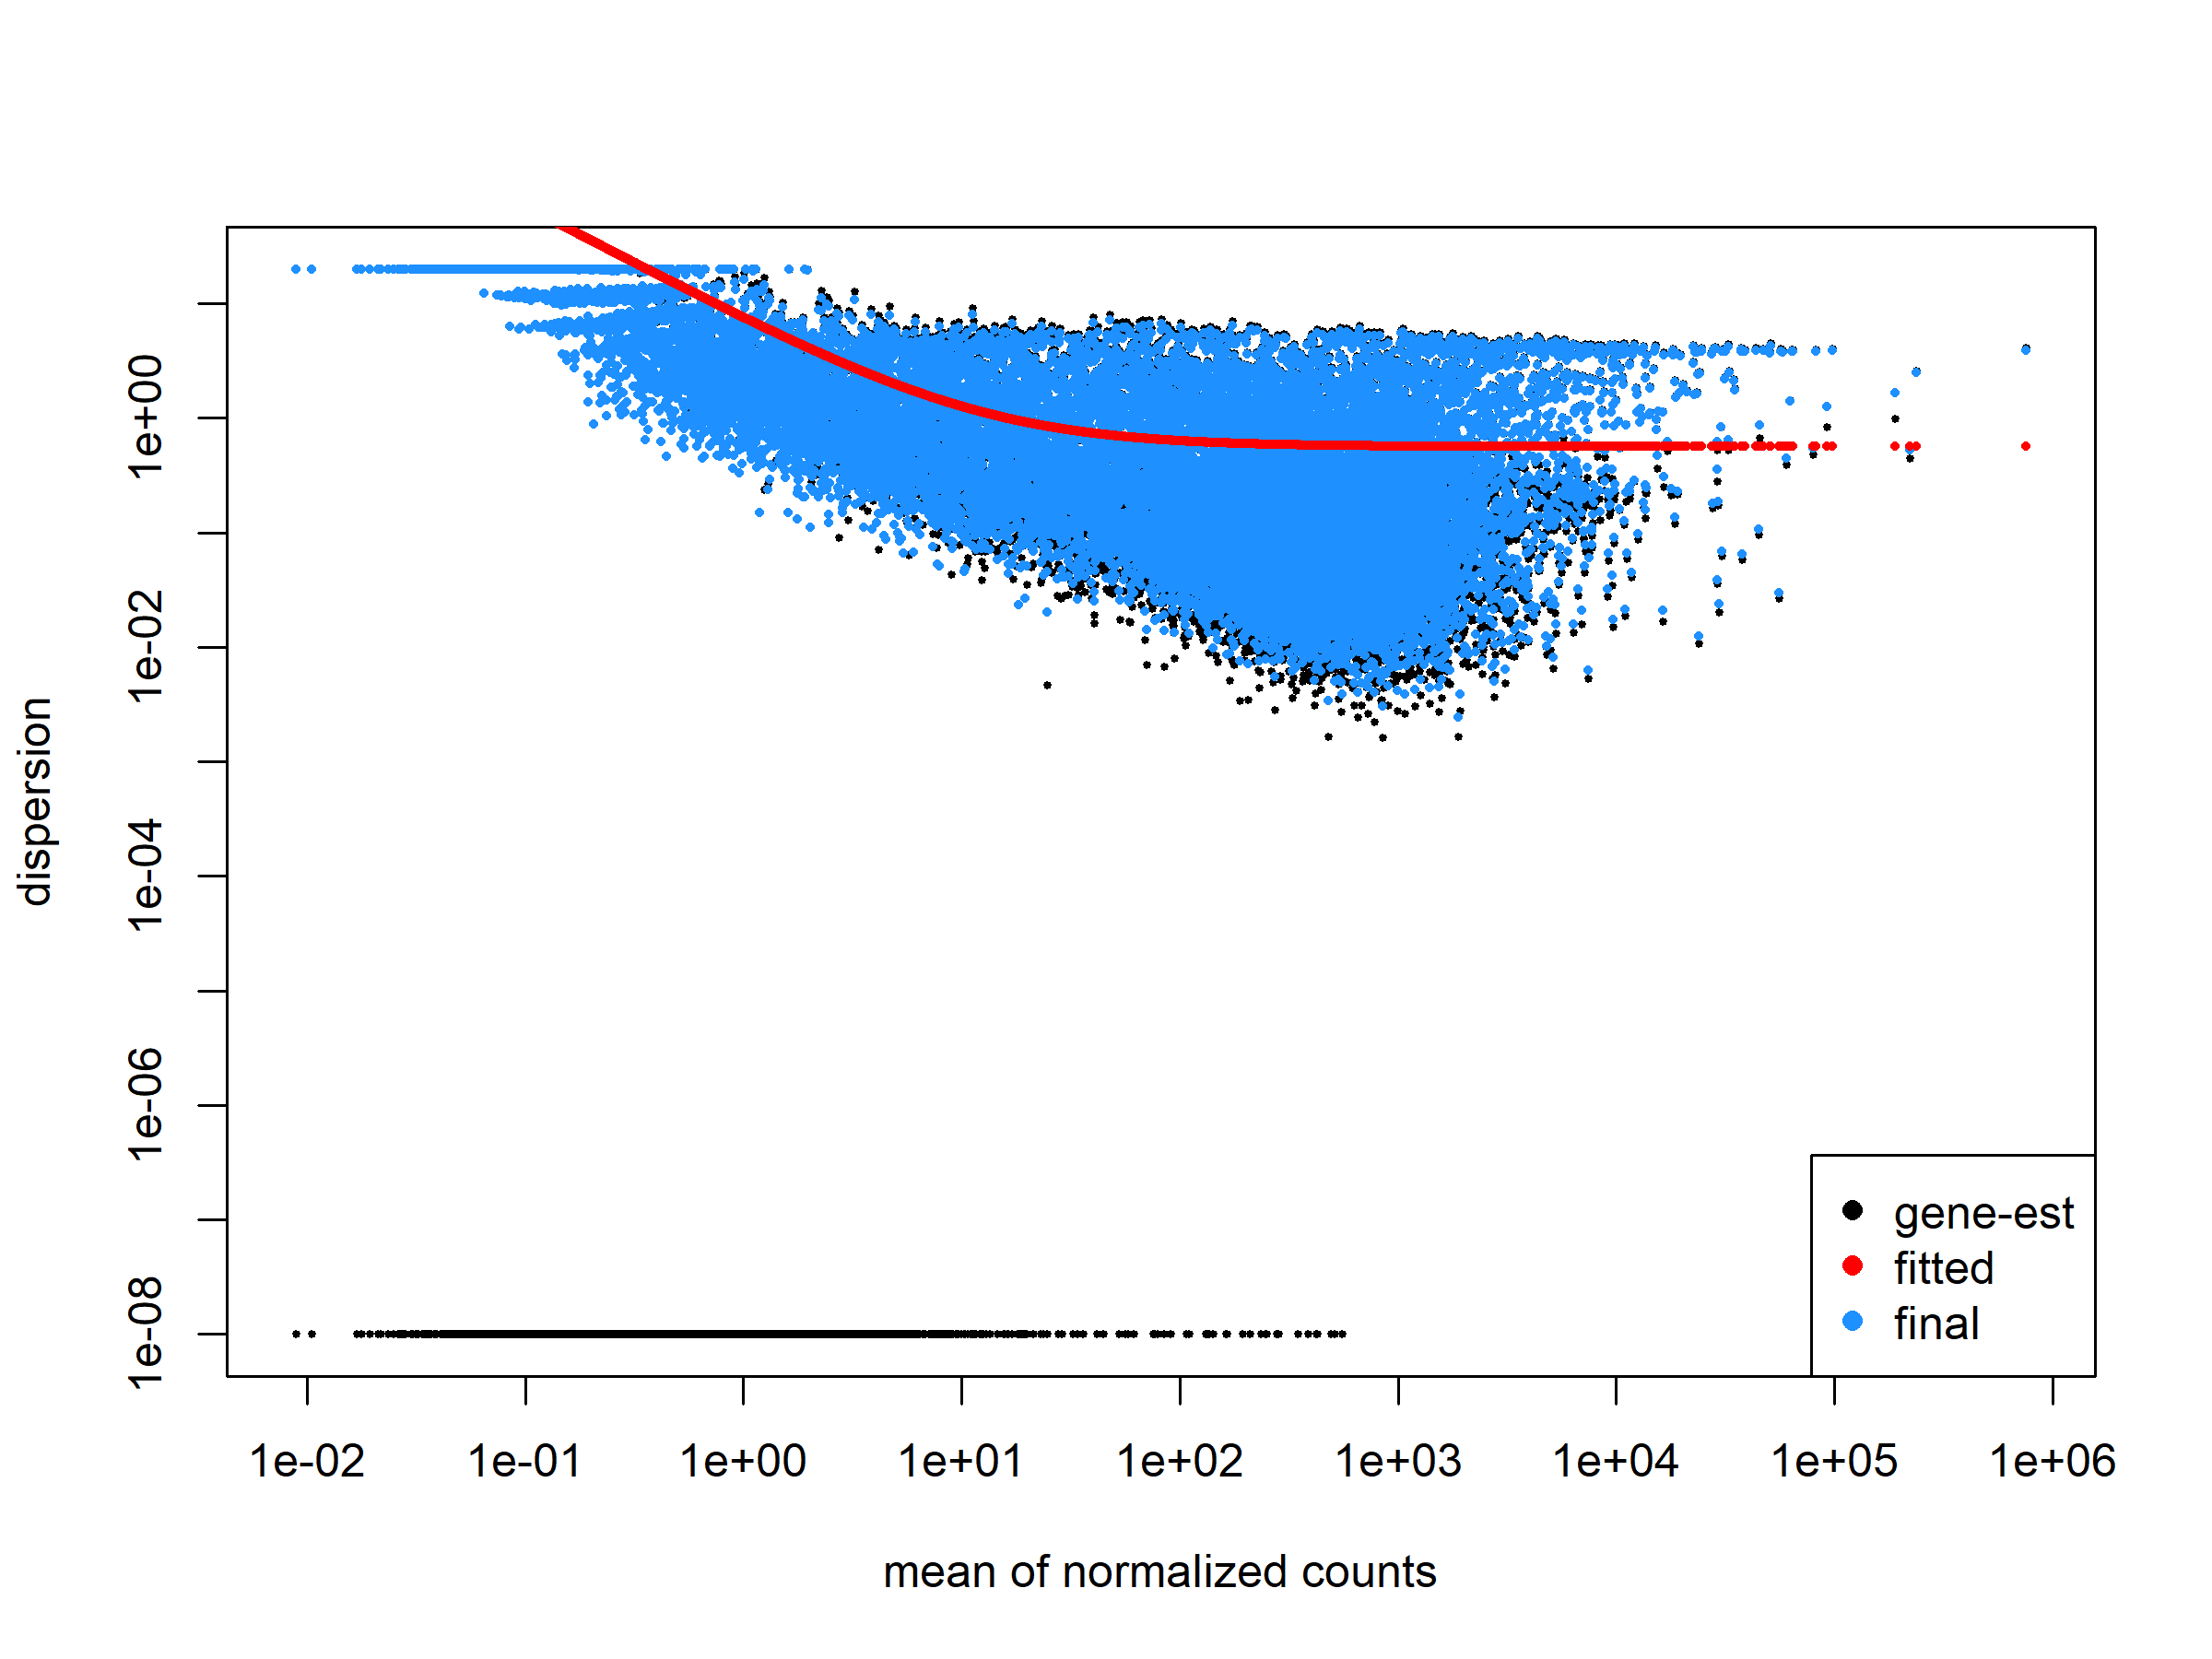 dispersion
1e+00
1e-02
1e-04
1e-06
1e-08
gene-est
fitted
final
1e-02 1e-01 1e+00 1e+01 1e+02 1e+03 1e+04 1e+05 1e+06
mean of normalized counts